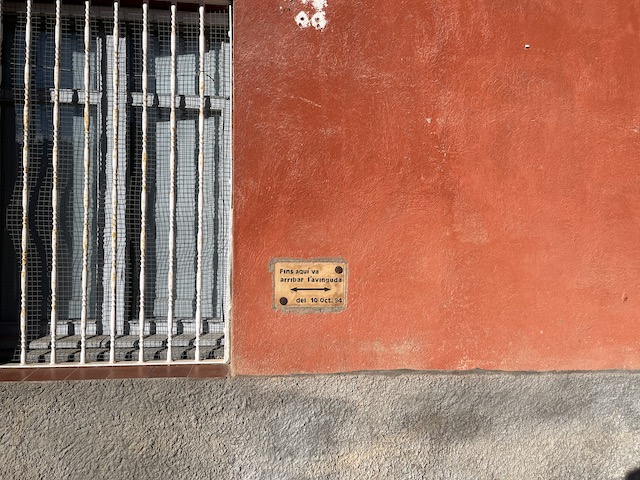 Fins aquí va
arribar l'avinguda
del 10 Oct. 94